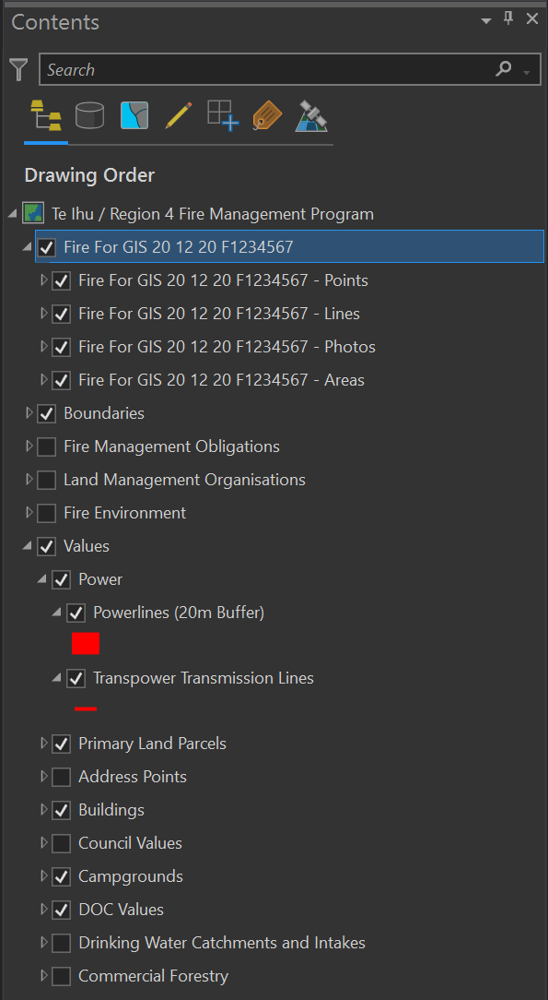 Contents
Search
Drawing Order
Te Ihu / Region 4 Fire Management Program
Fire For GIS 20 12 20 F1234567
Fire For GIS 20 12 20 F1234567 - Points
Fire For GIS 20 12 20 F1234567 - Lines
Fire For GIS 20 12 20 F1234567 - Photos
Fire For GIS 20 12 20 F1234567 - Areas
Boundaries
Fire Management Obligations
Land Management Organisations
Fire Environment
Values
Power
Powerlines (20m Buffer)
Transpower Transmission Lines
Primary Land Parcels
Address Points
Buildings
Council Values
Campgrounds
DOC Values
Drinking Water Catchments and Intakes
Commercial Forestry